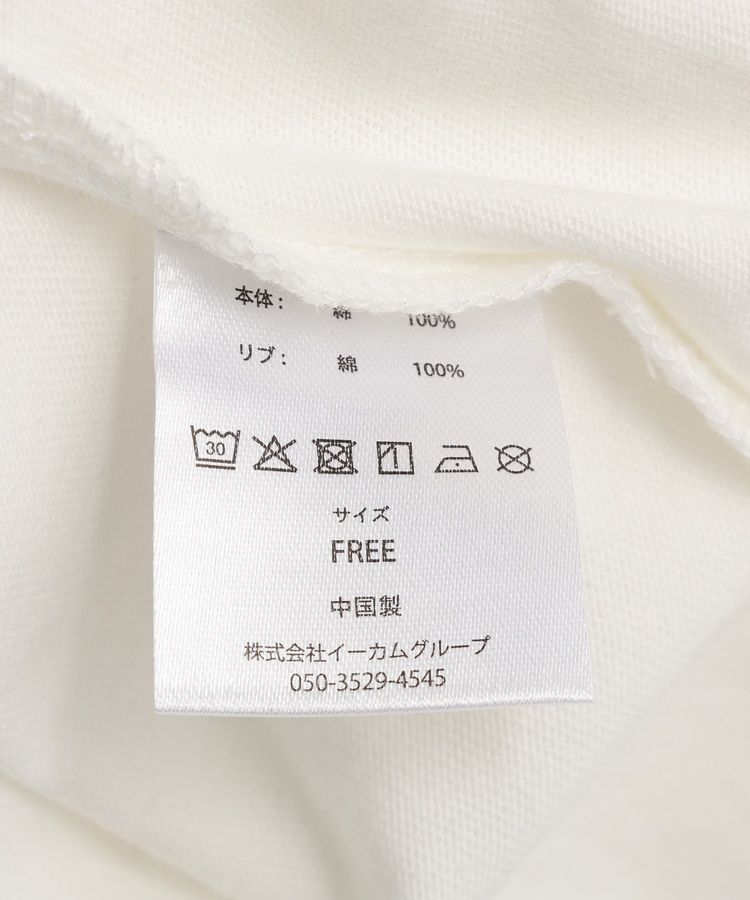 本体: 綿 100%
リブ: 綿 100%
30
サイズ
FREE
中国製
株式会社イーカムグループ
050-3529-4545